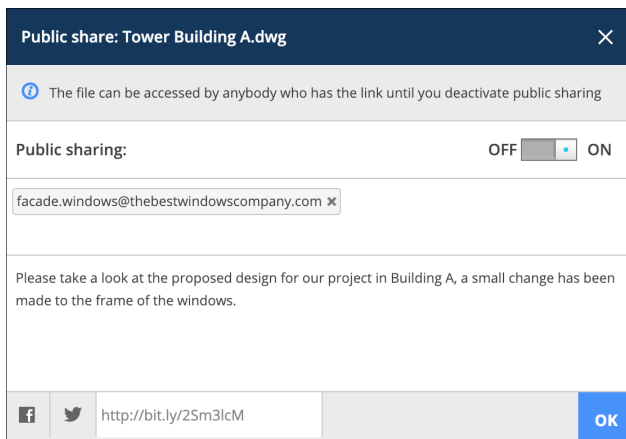 Public share: Tower Building A.dwg
The file can be accessed by anybody who has the link until you deactivate public sharing
Public sharing:
OFF ON
facade.windows@thebestwindowscompany.com
Please take a look at the proposed design for our project in Building A, a small change has been
made to the frame of the windows.
http://bit.ly/2Sm3lcM
OK